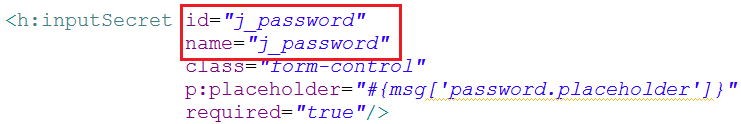 <h:inputSecret id="j_password"
name="j_password"
class="form-control"
p:placeholder="#{msg['password.placeholder']}"
required="true"/>